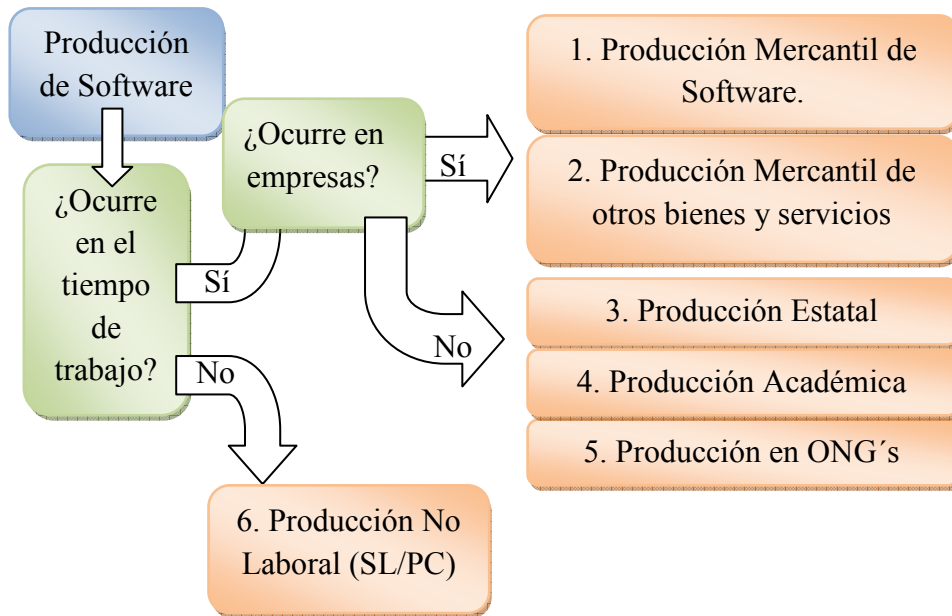 Producción
de Software
¿Ocurre
en el
tiempo
de
trabajo?
Sí
No
¿Ocurre en
empresas?
Sí
No
1. Producción Mercantil de
Software.
2. Producción Mercantil de
otros bienes y servicios
3. Producción Estatal
4. Producción Académica
5. Producción en ONG´s
6. Producción No
Laboral (SL/PC)